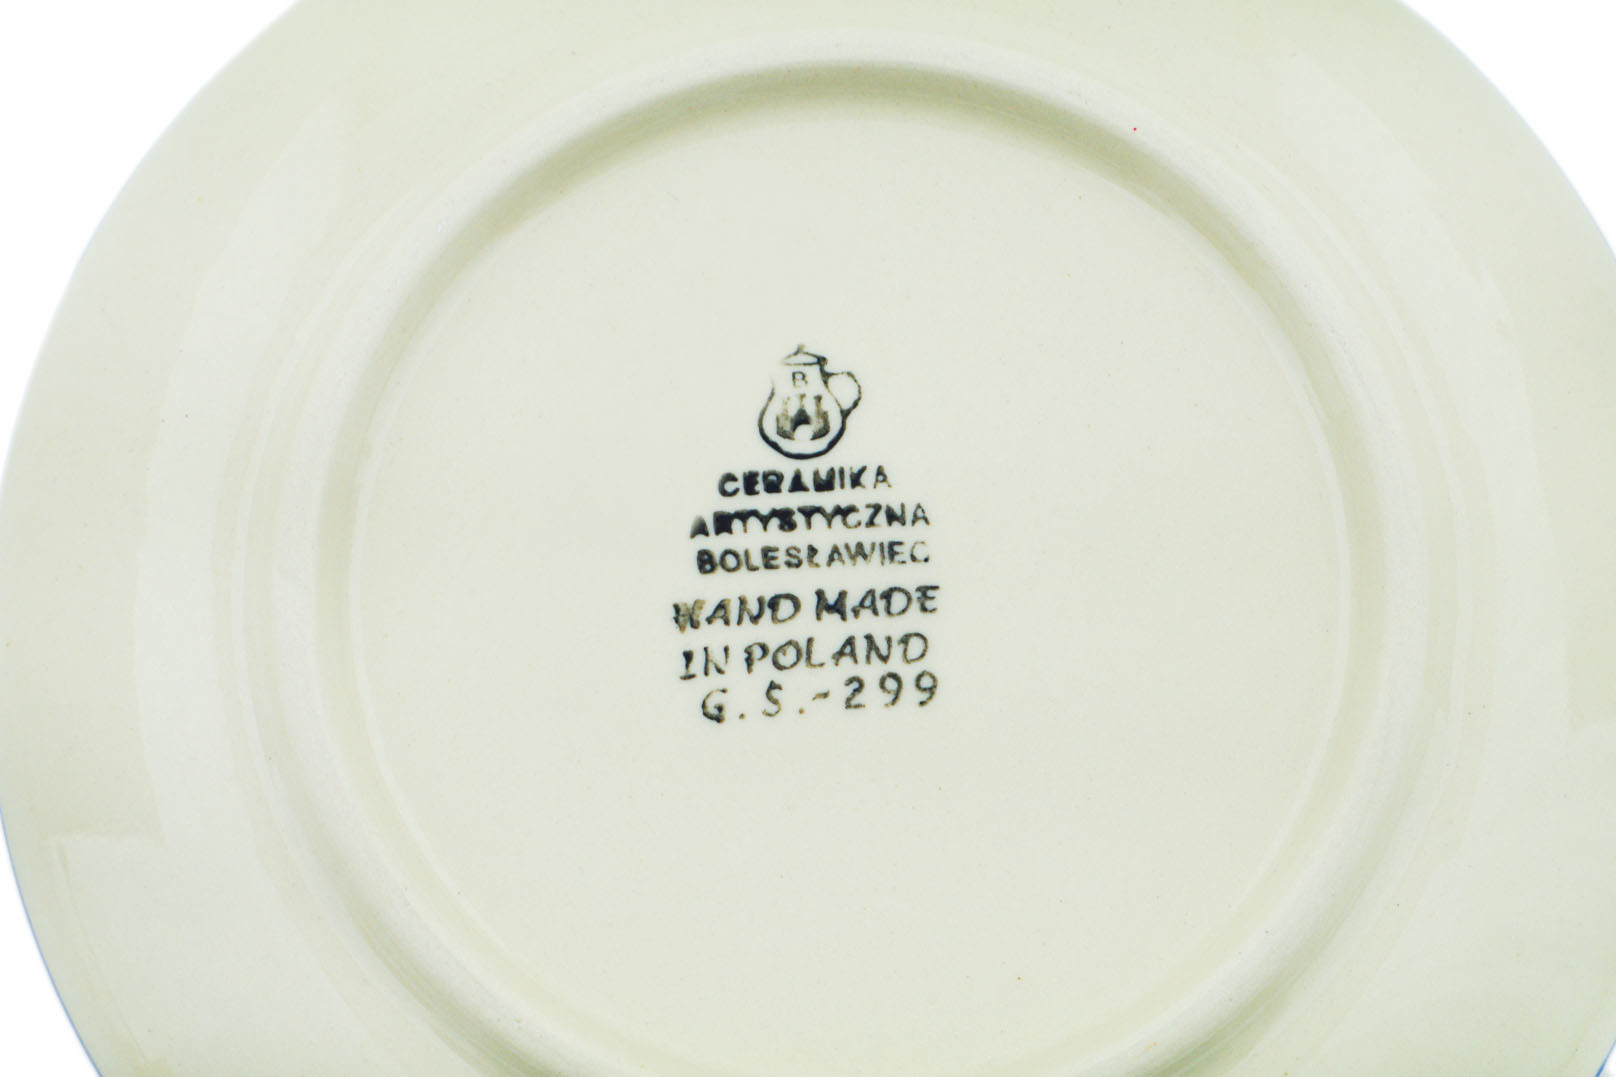 B
CERAMIKA
ARTYSTYCZNA
BOLESŁAWIEC
HAND MADE
IN POLAND
G.S.-299